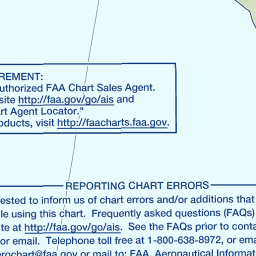 REMENT:
uthorized FAA Chart Sales Agent.
site http://faa.gov/go/ais and
rt Agent Locator."
oducts, visit http://faacharts.faa.gov.
REPORTING CHART ERRORS
ested to inform us of chart errors and/or additions that
le using this chart. Frequently asked questions (FAQs)
te at http://faa.gov/go/ais. See the FAQs prior to conta
or email. Telephone toll free at 1-800-638-8972, or ema
rochart@faa.gov or mail to: FAA, Aeronautical Informat